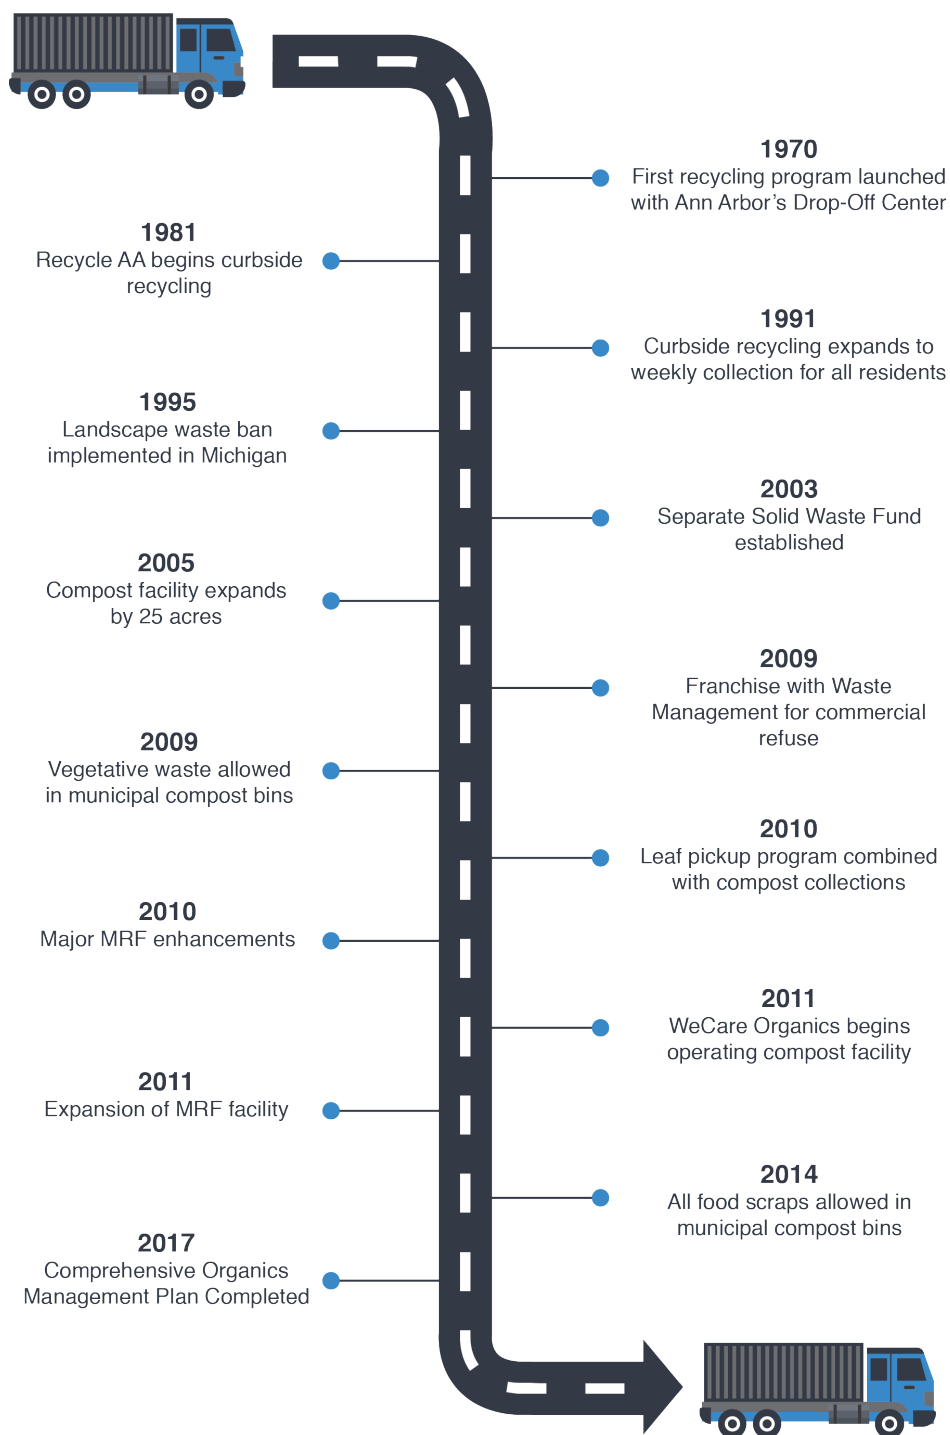 1970
First recycling program launched
with Ann Arbor's Drop-Off Center
1981
Recycle AA begins curbside
recycling
1991
Curbside recycling expands to
weekly collection for all residents
1995
Landscape waste ban
implemented in Michigan
2003
Separate Solid Waste Fund
established
2005
Compost facility expands
by 25 acres
2009
Franchise with Waste
Management for commercial
refuse
2009
Vegetative waste allowed
in municipal compost bins
2010
Leaf pickup program combined
with compost collections
2010
Major MRF enhancements
2011
WeCare Organics begins
operating compost facility
2011
Expansion of MRF facility
2014
All food scraps allowed in
municipal compost bins
2017
Comprehensive Organics
Management Plan Completed